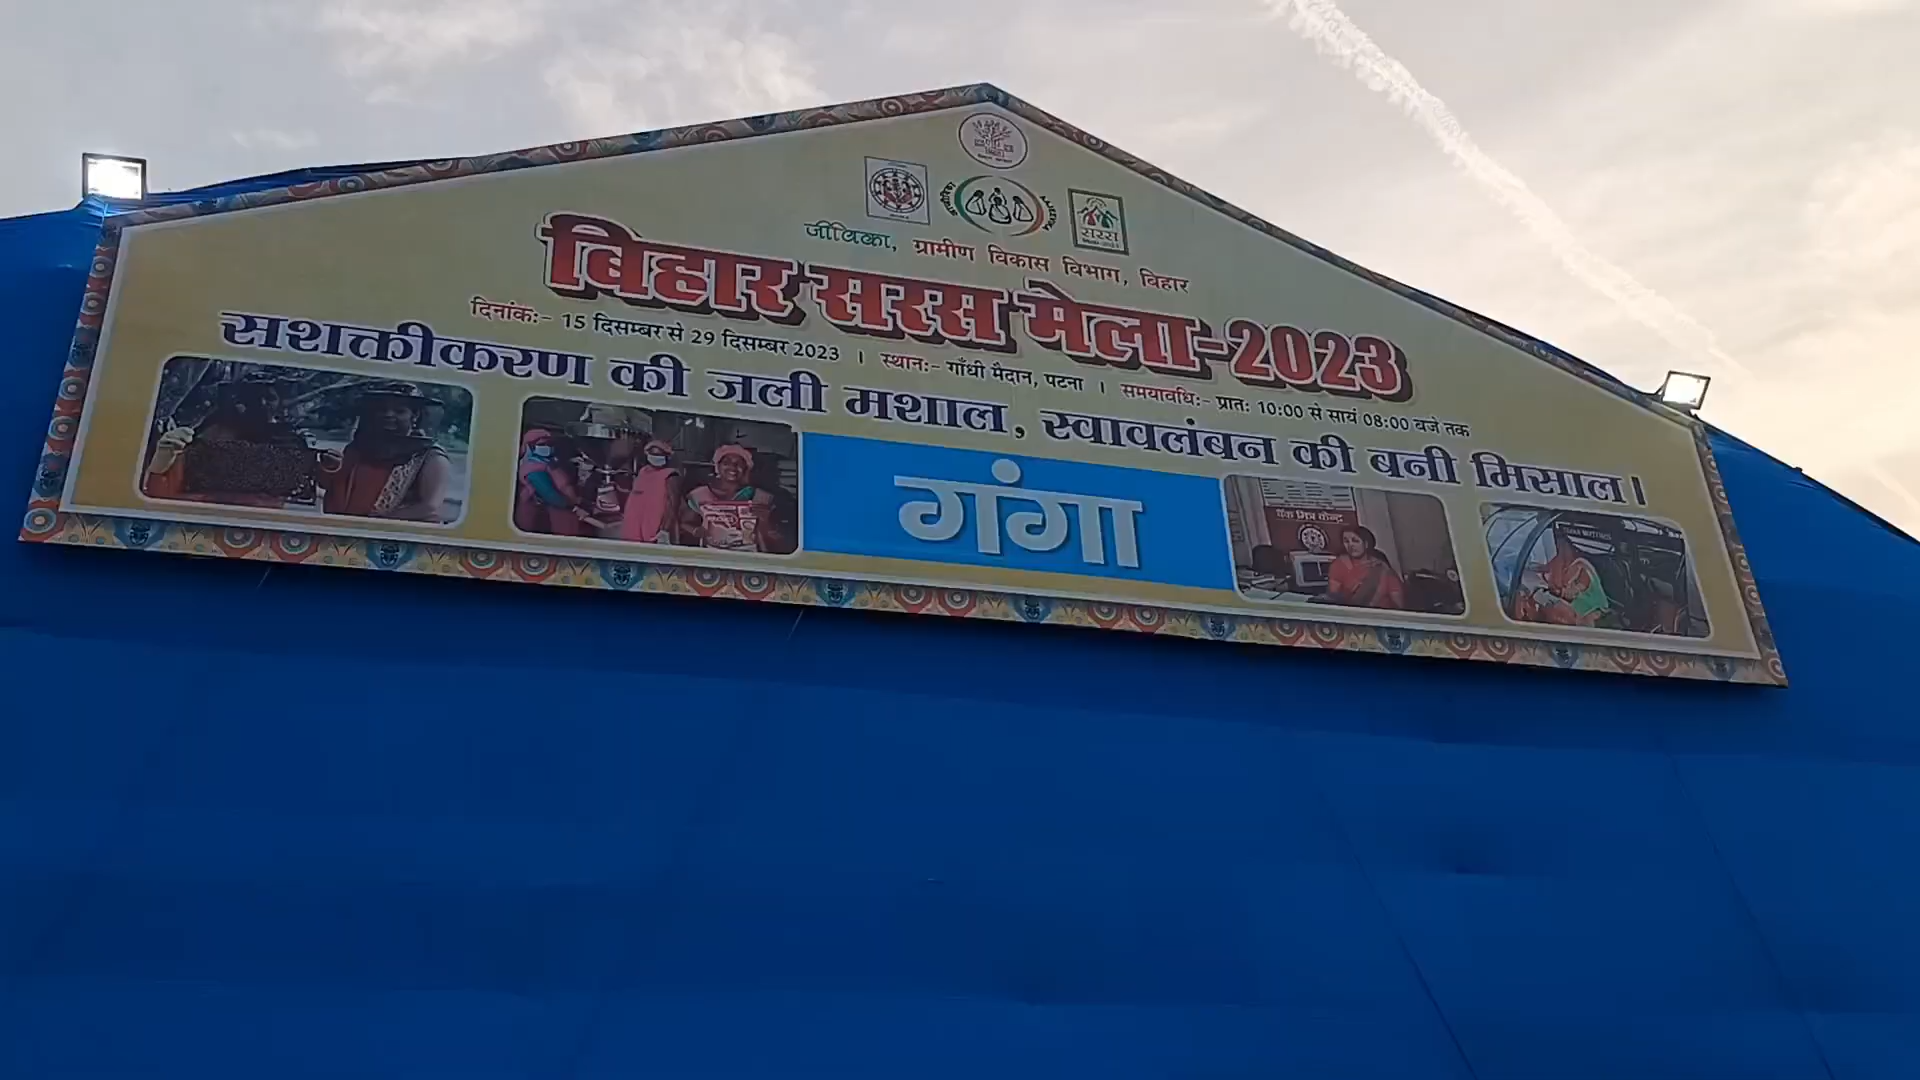 सरस
जीविका, ग्रामीण विकास विभाग, बिहार
बिहार सरस मेला-2023
दिनांक:- 15 दिसम्बर से 29 दिसम्बर 2023 । स्थान:- गाँधी मैदान, पटना । समयावधि:- प्रात: 10:00 से सायं 08:00 बजे तक
सशक्तीकरण की जली मशाल, स्वावलंबन की बनी मिसाल।
गंगा
बैंक मित्र केन्द्र